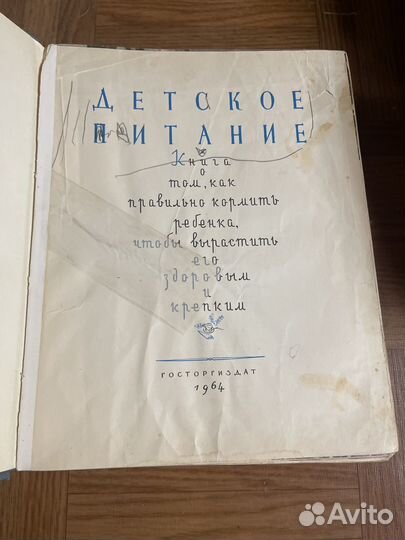 ДЕТСКОЕ
ПИТАНИЕ
Книга
о
том, как
правильно кормить
ребенка,
чтобы вырастить
его
здоровым
и
крепким
ГОСТОРГИЗДАТ
1964
Avito